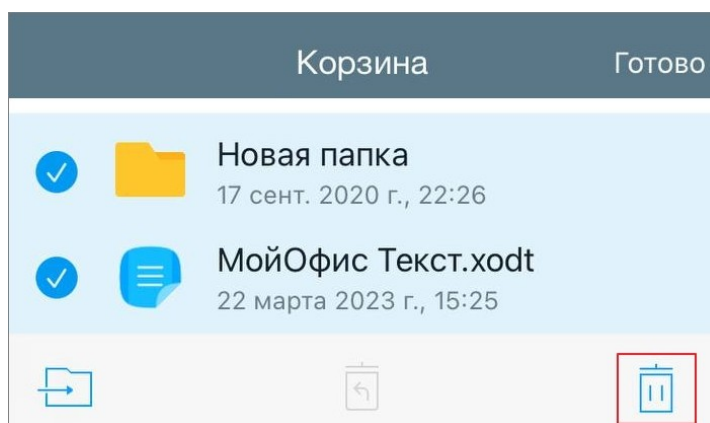 Корзина
Готово
Новая папка
17 сент. 2020 г., 22:26
МойОфис Текст.xodt
22 марта 2023 г., 15:25